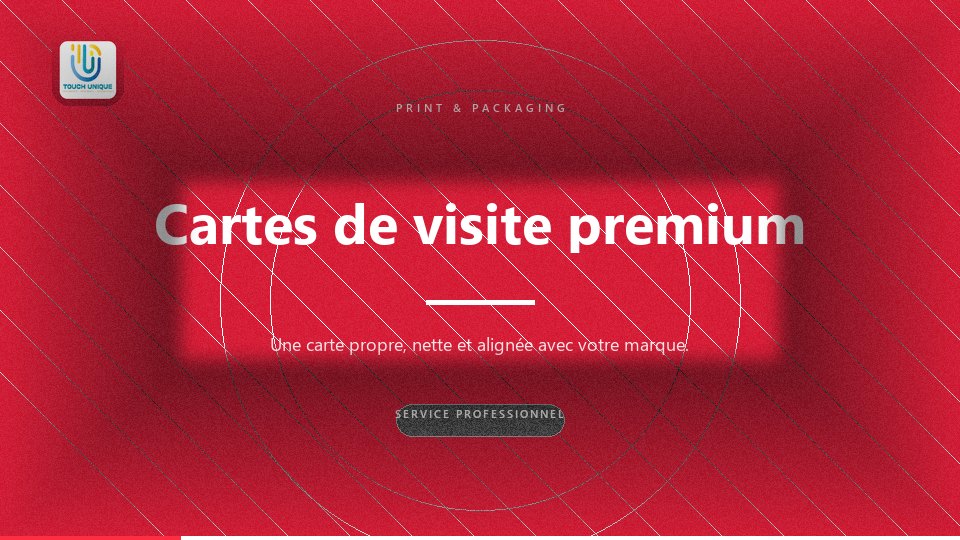 TOUCH UNIQUE
PRINT & PACKAGING
Cartes de visite premium
Une carte propre, nette et alignée avec votre marque.
SERVICE PROFESSIONNEL